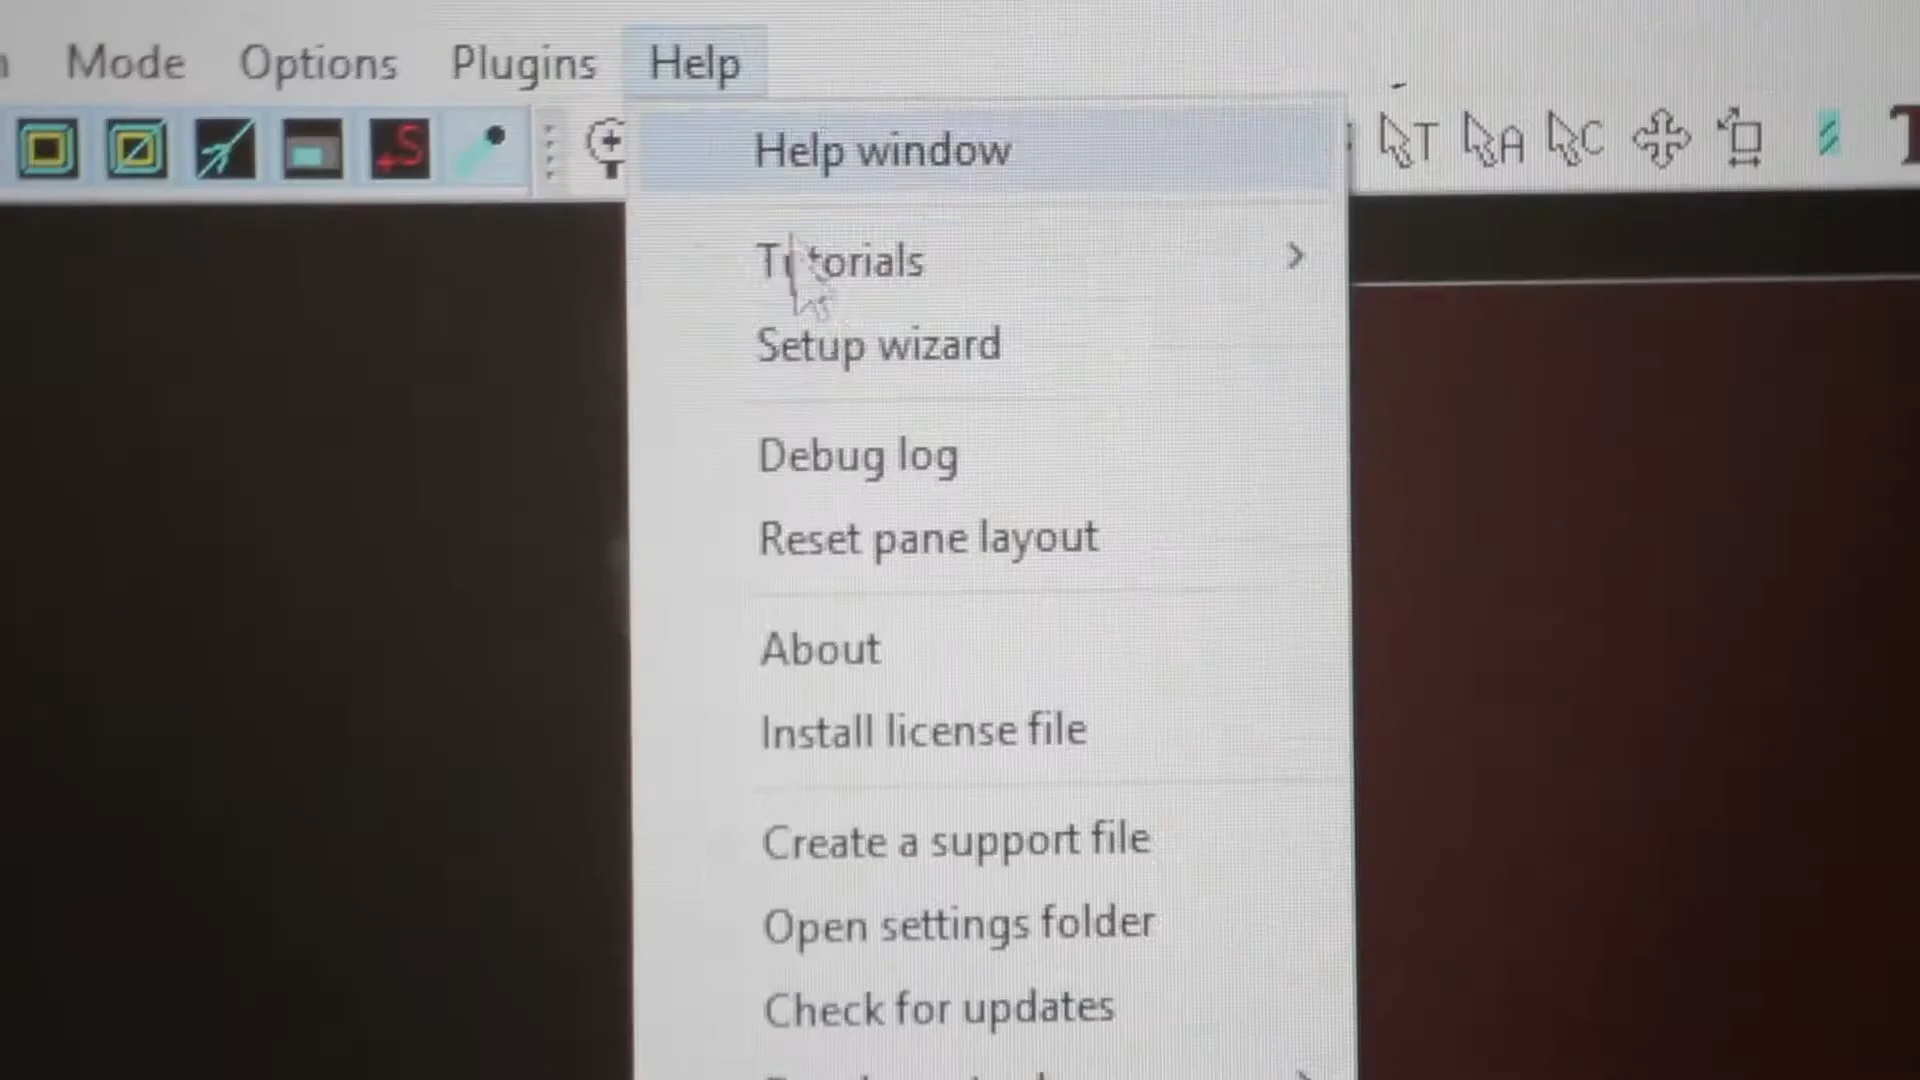 Mode Options Plugins Help
Help window
Tutorials
Setup wizard
Debug log
Reset pane layout
About
Install license file
Create a support file
Open settings folder
Check for updates